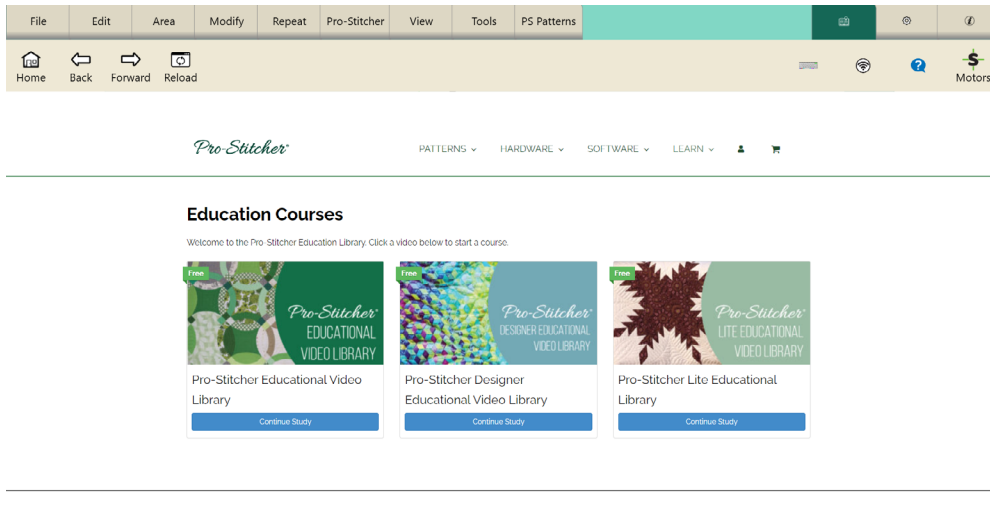 File Edit Area Modify Repeat Pro-Stitcher View Tools PS Patterns
Home Back Forward Reload Motors
Pro-Stitcher® PATTERNS HARDWARE SOFTWARE LEARN
Education Courses
Welcome to the Pro-Stitcher Education Library. Click a video below to start a course.
Free Free Free
Pro-Stitcher®
EDUCATIONAL
VIDEO LIBRARY
Pro-Stitcher®
DESIGNER EDUCATIONAL
VIDEO LIBRARY
Pro-Stitcher®
LITE EDUCATIONAL
VIDEO LIBRARY
Pro-Stitcher Educational Video
Library
Continue Study
Pro-Stitcher Designer
Educational Video Library
Continue Study
Pro-Stitcher Lite Educational
Library
Continue Study